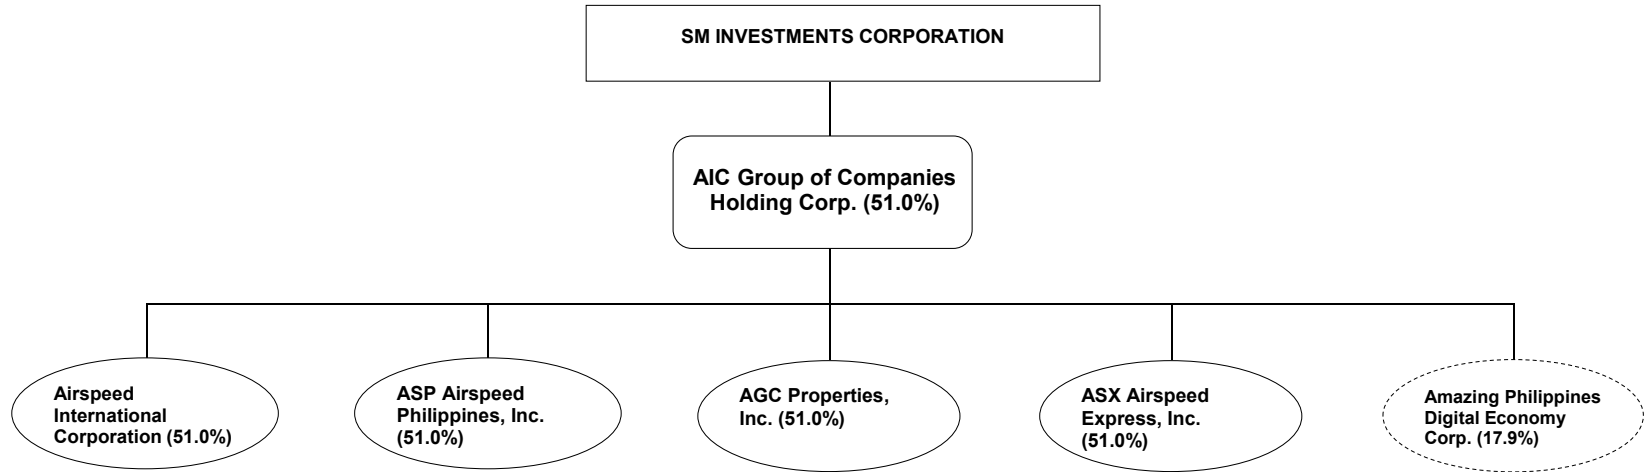 SM INVESTMENTS CORPORATION
AIC Group of Companies
Holding Corp. (51.0%)
Airspeed
International
Corporation (51.0%)
ASP Airspeed
Philippines, Inc.
(51.0%)
AGC Properties,
Inc. (51.0%)
ASX Airspeed
Express, Inc.
(51.0%)
Amazing Philippines
Digital Economy
Corp. (17.9%)